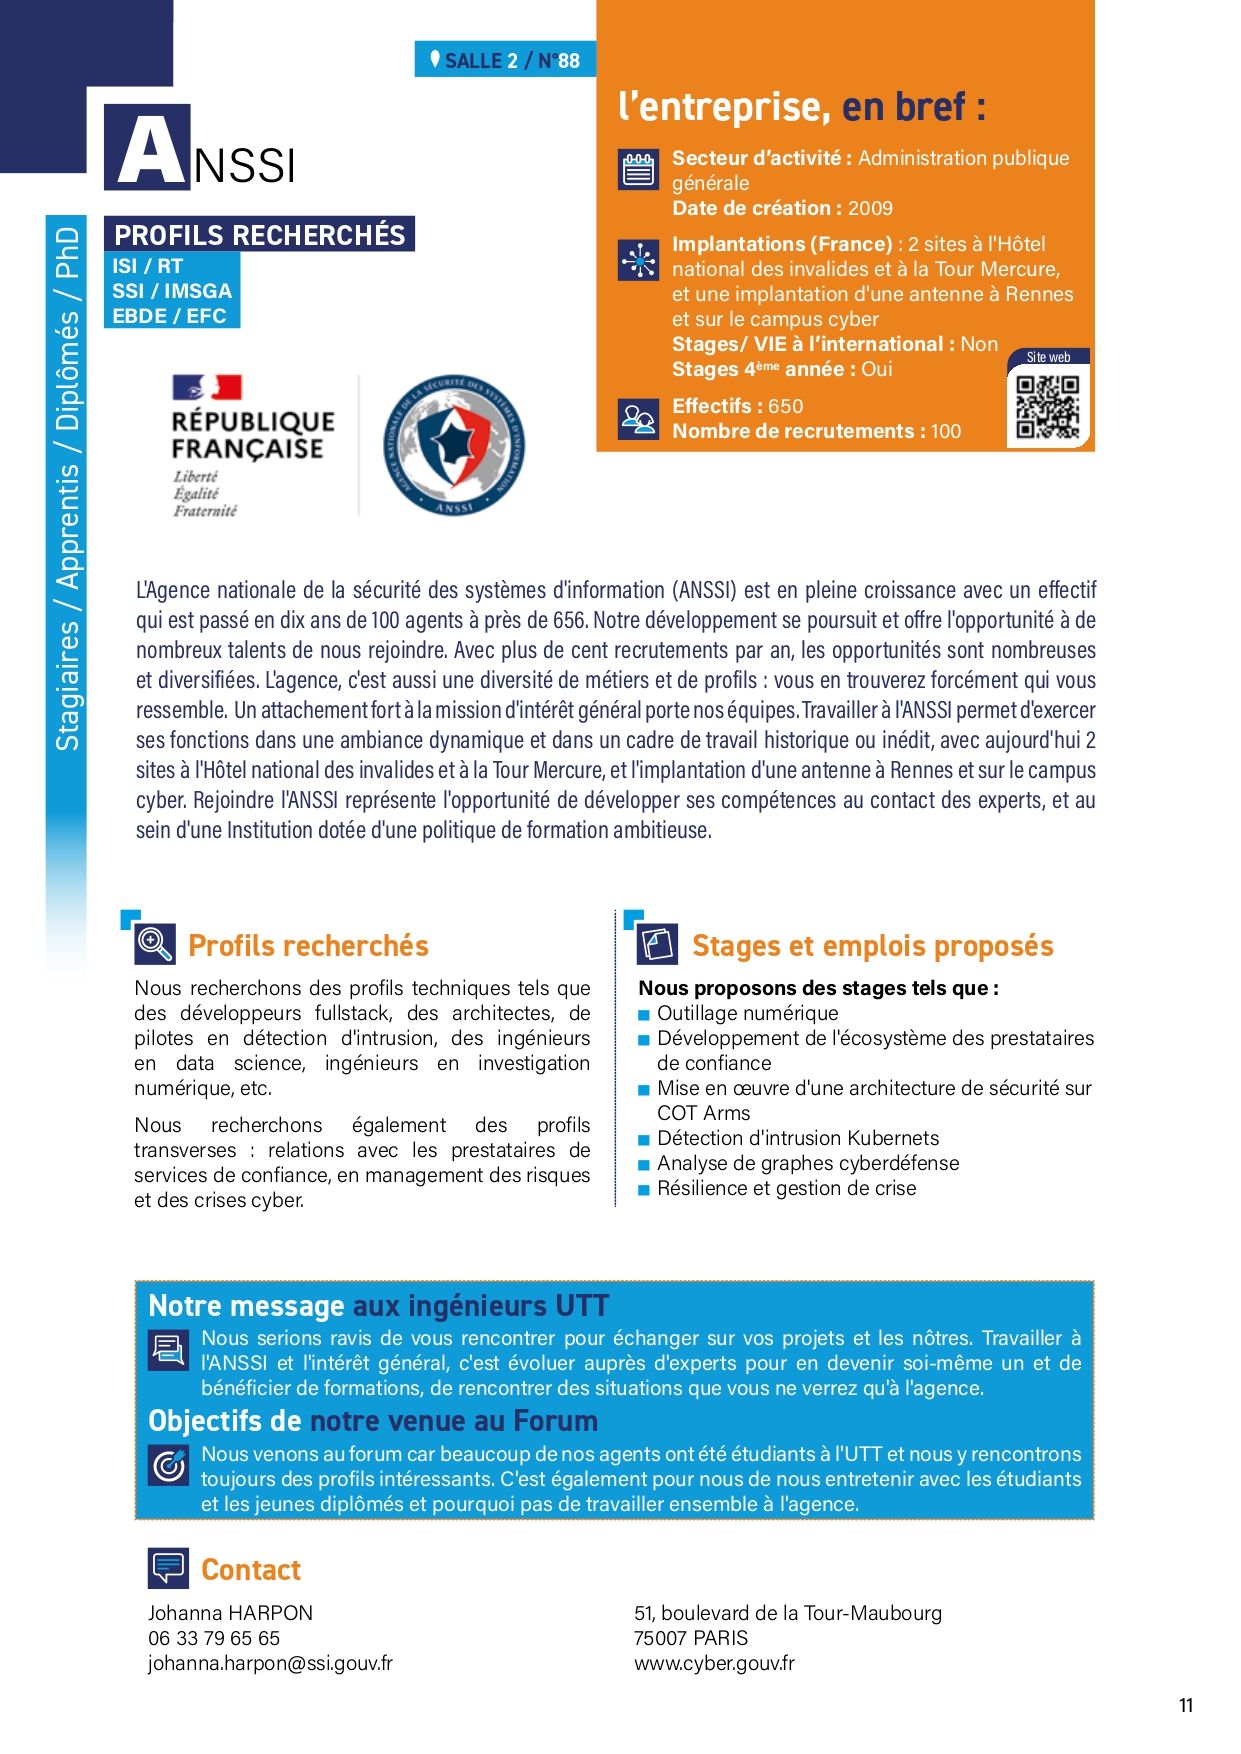 SALLE 2 / N°88
ANSSI
PROFILS RECHERCHÉS
ISI / RT
SSI / IMSGA
EBDE / EFC
Stagiaires / Apprentis / Diplômés / PhD
l'entreprise, en bref :
Secteur d'activité : Administration publique
générale
Date de création : 2009
Implantations (France) : 2 sites à l'Hôtel
national des invalides et à la Tour Mercure,
et une implantation d'une antenne à Rennes
et sur le campus cyber
Stages/ VIE à l'international : Non
Stages 4ème année : Oui
Effectifs : 650
Nombre de recrutements : 100
Site web
RÉPUBLIQUE
FRANÇAISE
Liberté
Égalité
Fraternité
AGENCE NATIONALE DE LA SÉCURITÉ DES SYSTÈMES D'INFORMATION
ANSSI
L'Agence nationale de la sécurité des systèmes d'information (ANSSI) est en pleine croissance avec un effectif
qui est passé en dix ans de 100 agents à près de 656. Notre développement se poursuit et offre l'opportunité à de
nombreux talents de nous rejoindre. Avec plus de cent recrutements par an, les opportunités sont nombreuses
et diversifiées. L'agence, c'est aussi une diversité de métiers et de profils : vous en trouverez forcément qui vous
ressemble. Un attachement fort à la mission d'intérêt général porte nos équipes. Travailler à l'ANSSI permet d'exercer
ses fonctions dans une ambiance dynamique et dans un cadre de travail historique ou inédit, avec aujourd'hui 2
sites à l'Hôtel national des invalides et à la Tour Mercure, et l'implantation d'une antenne à Rennes et sur le campus
cyber. Rejoindre l'ANSSI représente l'opportunité de développer ses compétences au contact des experts, et au
sein d'une Institution dotée d'une politique de formation ambitieuse.
Profils recherchés
Nous recherchons des profils techniques tels que
des développeurs fullstack, des architectes, de
pilotes en détection d'intrusion, des ingénieurs
en data science, ingénieurs en investigation
numérique, etc.
Nous recherchons également des profils
transverses : relations avec les prestataires de
services de confiance, en management des risques
et des crises cyber.
Stages et emplois proposés
Nous proposons des stages tels que :
Outillage numérique
Développement de l'écosystème des prestataires
de confiance
Mise en œuvre d'une architecture de sécurité sur
COT Arms
Détection d'intrusion Kubernets
Analyse de graphes cyberdéfense
Résilience et gestion de crise
Notre message aux ingénieurs UTT
Nous serions ravis de vous rencontrer pour échanger sur vos projets et les nôtres. Travailler à
l'ANSSI et l'intérêt général, c'est évoluer auprès d'experts pour en devenir soi-même un et de
bénéficier de formations, de rencontrer des situations que vous ne verrez qu'à l'agence.
Objectifs de notre venue au Forum
Nous venons au forum car beaucoup de nos agents ont été étudiants à l'UTT et nous y rencontrons
toujours des profils intéressants. C'est également pour nous de nous entretenir avec les étudiants
et les jeunes diplômés et pourquoi pas de travailler ensemble à l'agence.
Contact
Johanna HARPON
06 33 79 65 65
johanna.harpon@ssi.gouv.fr
51, boulevard de la Tour-Maubourg
75007 PARIS
www.cyber.gouv.fr
11